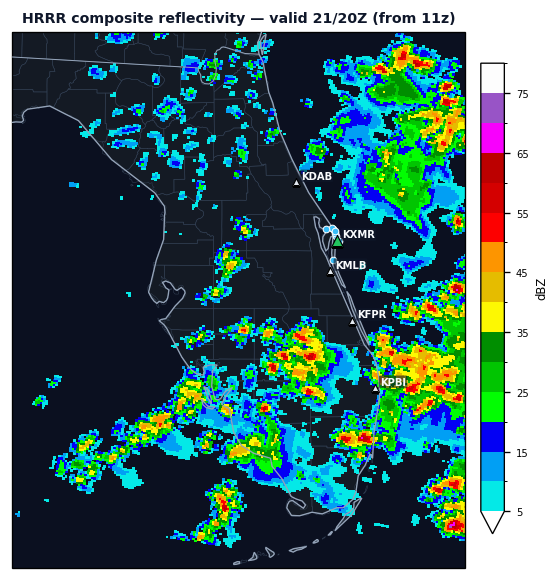 HRRR composite reflectivity — valid 21/20Z (from 11z)
KDAB
KXMR
KMLB
KFPR
KPBI
75
65
55
45
35
25
15
5
dBZ